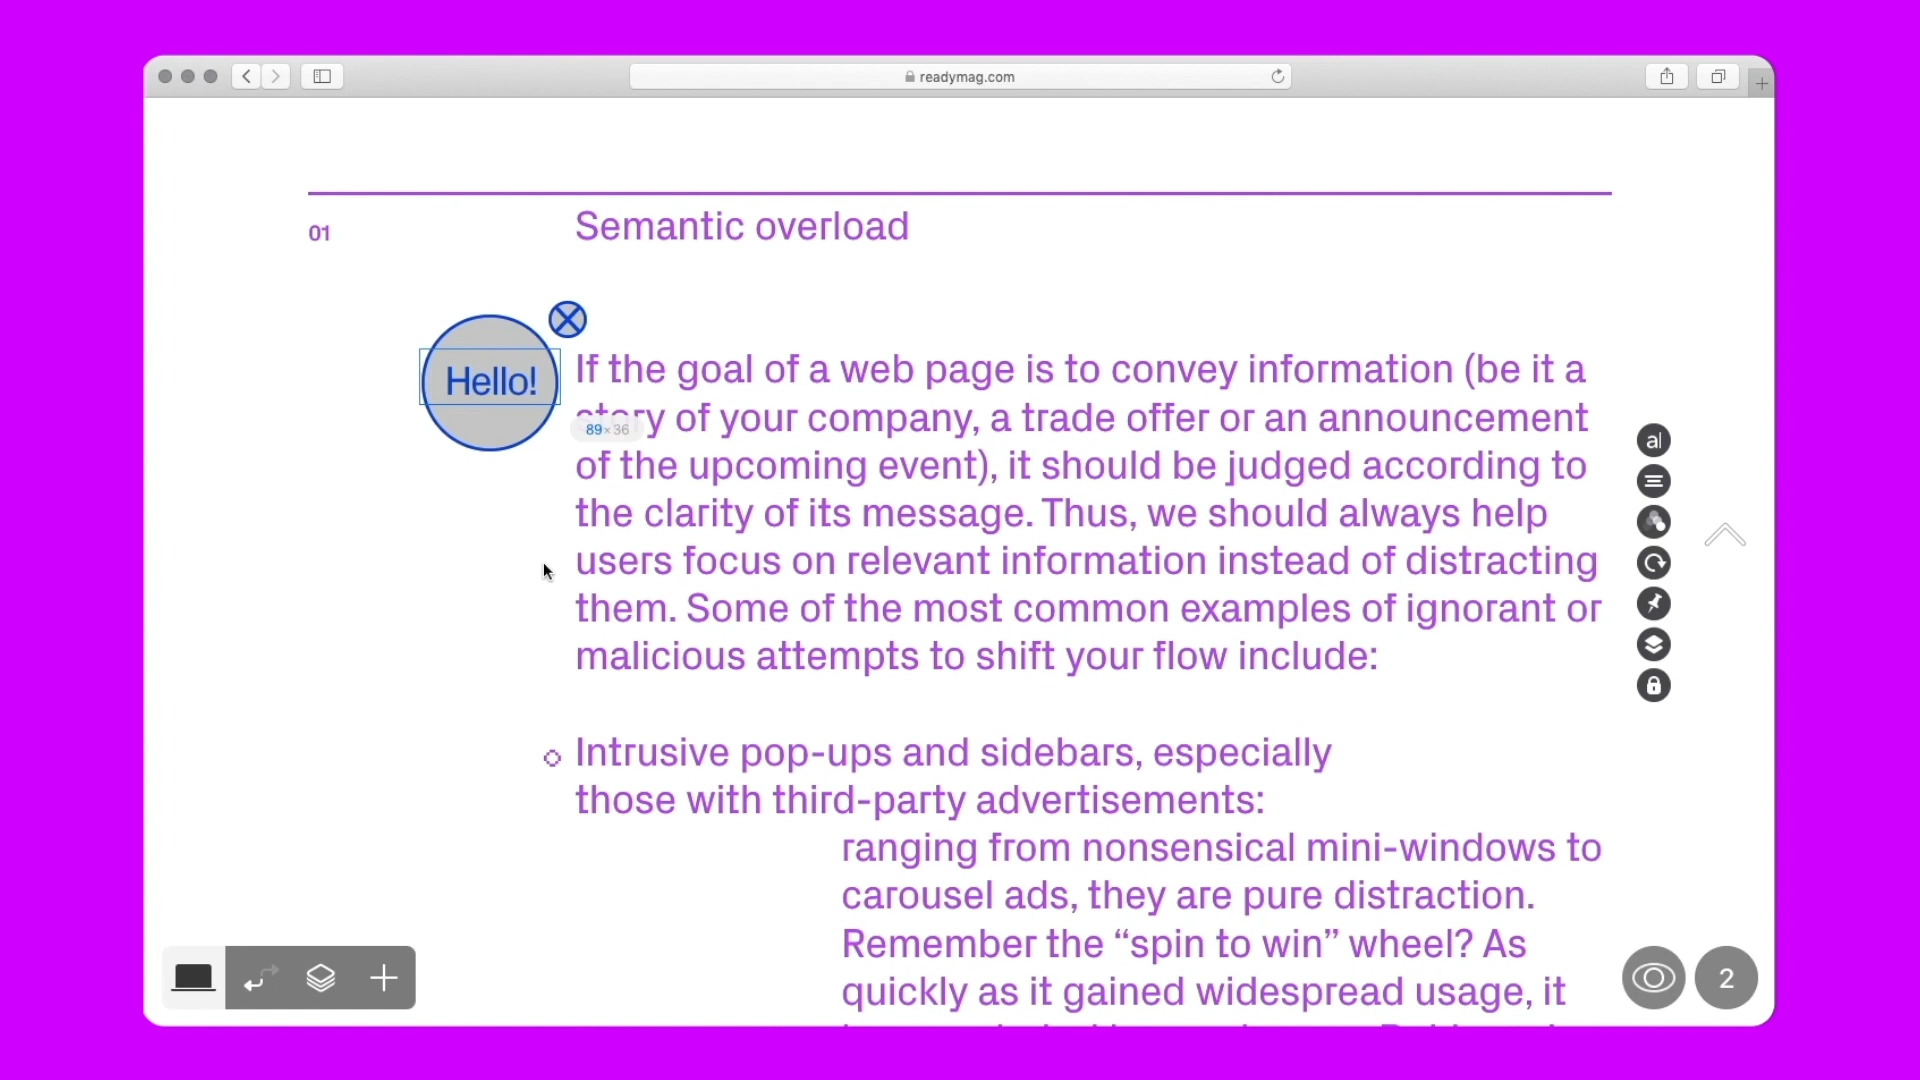 readymag.com
01
Semantic overload
Hello!
If the goal of a web page is to convey information (be it a
story of your company, a trade offer or an announcement
89×36
of the upcoming event), it should be judged according to
the clarity of its message. Thus, we should always help
users focus on relevant information instead of distracting
them. Some of the most common examples of ignorant or
malicious attempts to shift your flow include:
Intrusive pop-ups and sidebars, especially
those with third-party advertisements:
ranging from nonsensical mini-windows to
carousel ads, they are pure distraction.
Remember the “spin to win” wheel? As
quickly as it gained widespread usage, it
a|
2